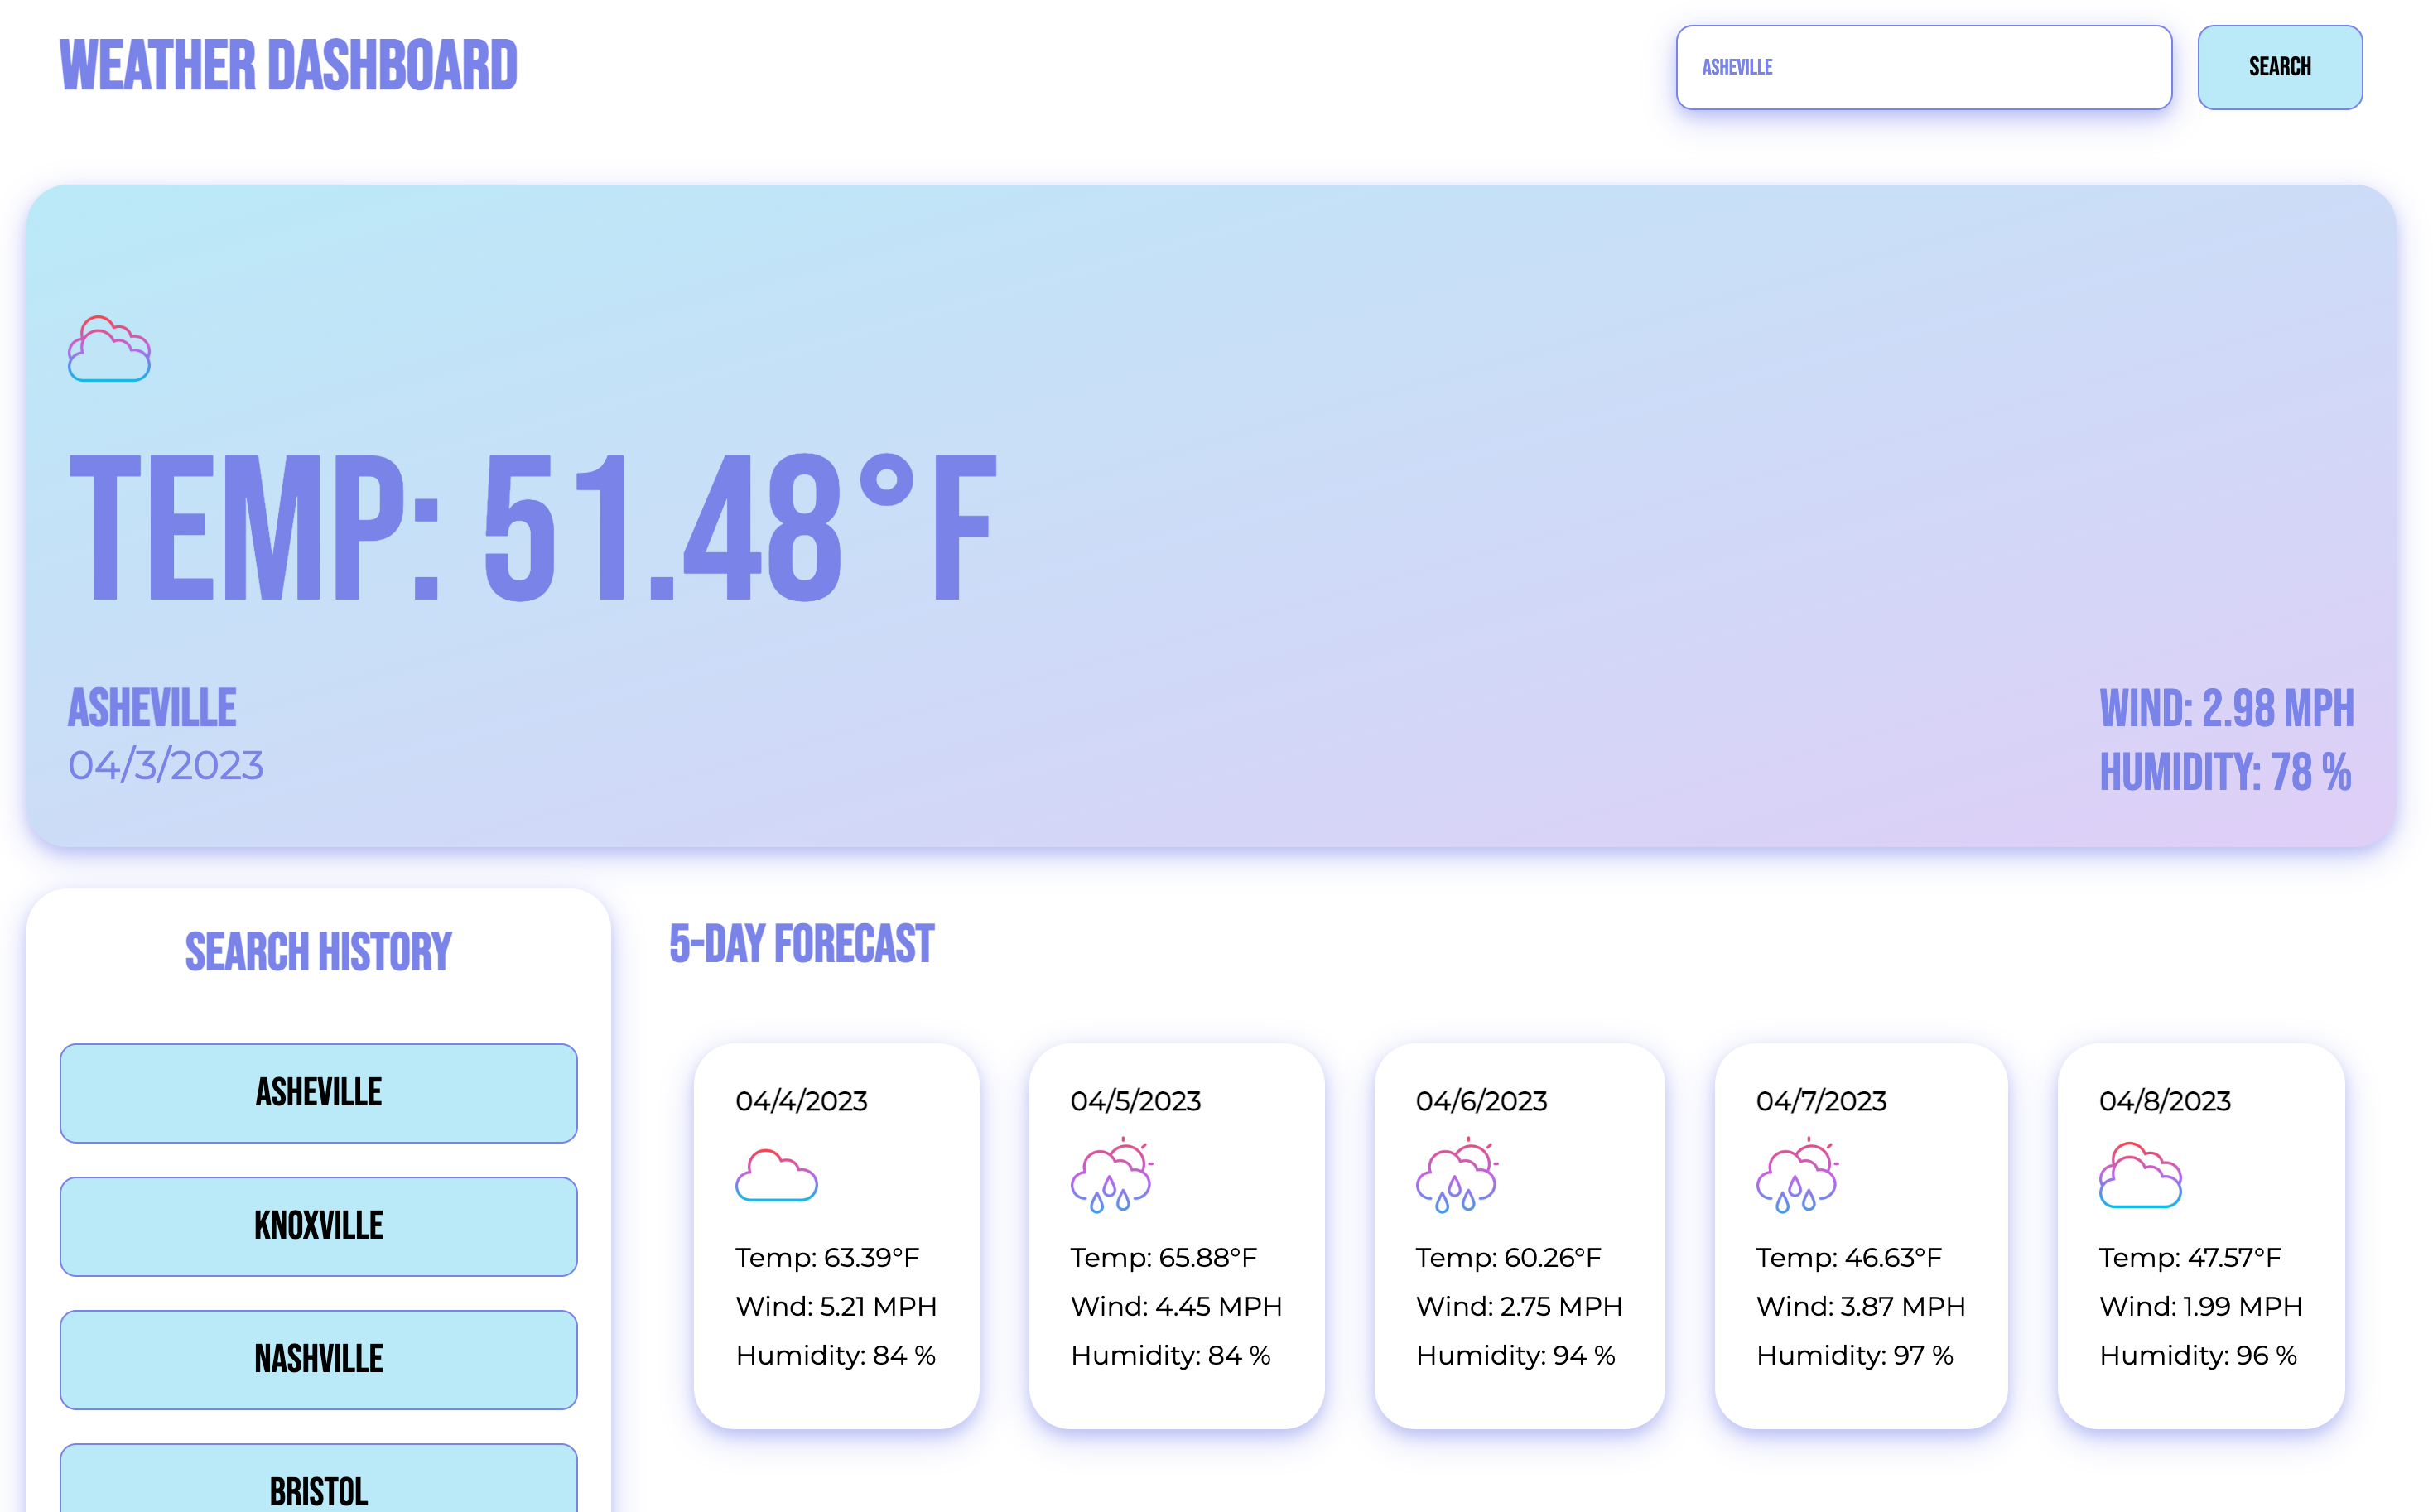 WEATHER DASHBOARD
ASHEVILLE
SEARCH
TEMP: 51.48°F
ASHEVILLE
04/3/2023
WIND: 2.98 MPH
HUMIDITY: 78 %
SEARCH HISTORY
ASHEVILLE
KNOXVILLE
NASHVILLE
BRISTOL
5-DAY FORECAST
04/4/2023
Temp: 63.39°F
Wind: 5.21 MPH
Humidity: 84 %
04/5/2023
Temp: 65.88°F
Wind: 4.45 MPH
Humidity: 84 %
04/6/2023
Temp: 60.26°F
Wind: 2.75 MPH
Humidity: 94 %
04/7/2023
Temp: 46.63°F
Wind: 3.87 MPH
Humidity: 97 %
04/8/2023
Temp: 47.57°F
Wind: 1.99 MPH
Humidity: 96 %